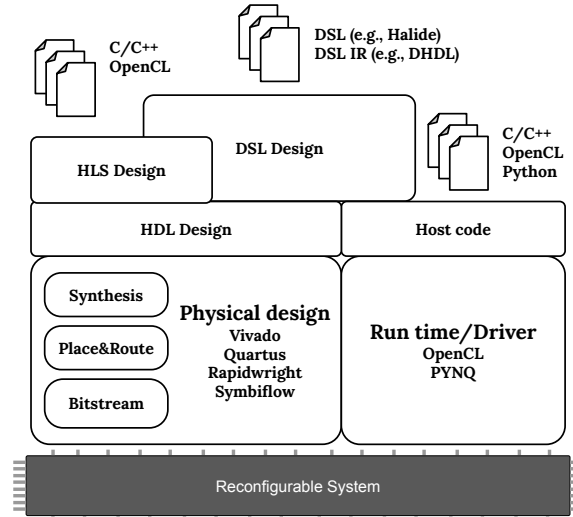 DSL (e.g., Halide)
DSL IR (e.g., DHDL)
C/C++
OpenCL
DSL Design
C/C++
OpenCL
Python
HLS Design
HDL Design
Host code
Synthesis
Place&Route
Bitstream
Physical design
Vivado
Quartus
Rapidwright
Symbiflow
Run time/Driver
OpenCL
PYNQ
Reconfigurable System